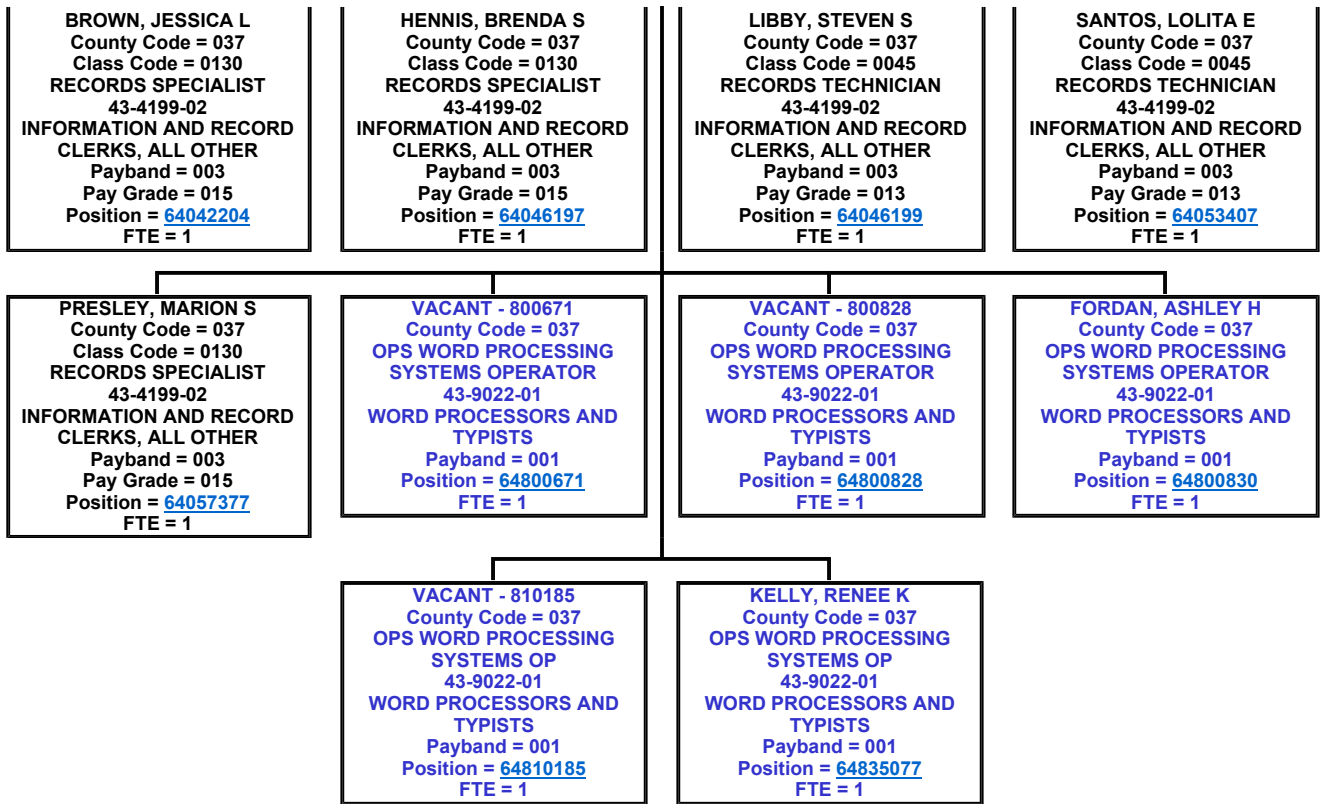 BROWN, JESSICA L
County Code = 037
Class Code = 0130
RECORDS SPECIALIST
43-4199-02
INFORMATION AND RECORD
CLERKS, ALL OTHER
Payband = 003
Pay Grade = 015
Position = 64042204
FTE = 1
HENNIS, BRENDA S
County Code = 037
Class Code = 0130
RECORDS SPECIALIST
43-4199-02
INFORMATION AND RECORD
CLERKS, ALL OTHER
Payband = 003
Pay Grade = 015
Position = 64046197
FTE = 1
LIBBY, STEVEN S
County Code = 037
Class Code = 0045
RECORDS TECHNICIAN
43-4199-02
INFORMATION AND RECORD
CLERKS, ALL OTHER
Payband = 003
Pay Grade = 013
Position = 64046199
FTE = 1
SANTOS, LOLITA E
County Code = 037
Class Code = 0045
RECORDS TECHNICIAN
43-4199-02
INFORMATION AND RECORD
CLERKS, ALL OTHER
Payband = 003
Pay Grade = 013
Position = 64053407
FTE = 1
PRESLEY, MARION S
County Code = 037
Class Code = 0130
RECORDS SPECIALIST
43-4199-02
INFORMATION AND RECORD
CLERKS, ALL OTHER
Payband = 003
Pay Grade = 015
Position = 64057377
FTE = 1
VACANT - 800671
County Code = 037
OPS WORD PROCESSING
SYSTEMS OPERATOR
43-9022-01
WORD PROCESSORS AND
TYPISTS
Payband = 001
Position = 64800671
FTE = 1
VACANT - 800828
County Code = 037
OPS WORD PROCESSING
SYSTEMS OPERATOR
43-9022-01
WORD PROCESSORS AND
TYPISTS
Payband = 001
Position = 64800828
FTE = 1
FORDAN, ASHLEY H
County Code = 037
OPS WORD PROCESSING
SYSTEMS OPERATOR
43-9022-01
WORD PROCESSORS AND
TYPISTS
Payband = 001
Position = 64800830
FTE = 1
VACANT - 810185
County Code = 037
OPS WORD PROCESSING
SYSTEMS OP
43-9022-01
WORD PROCESSORS AND
TYPISTS
Payband = 001
Position = 64810185
FTE = 1
KELLY, RENEE K
County Code = 037
OPS WORD PROCESSING
SYSTEMS OP
43-9022-01
WORD PROCESSORS AND
TYPISTS
Payband = 001
Position = 64835077
FTE = 1